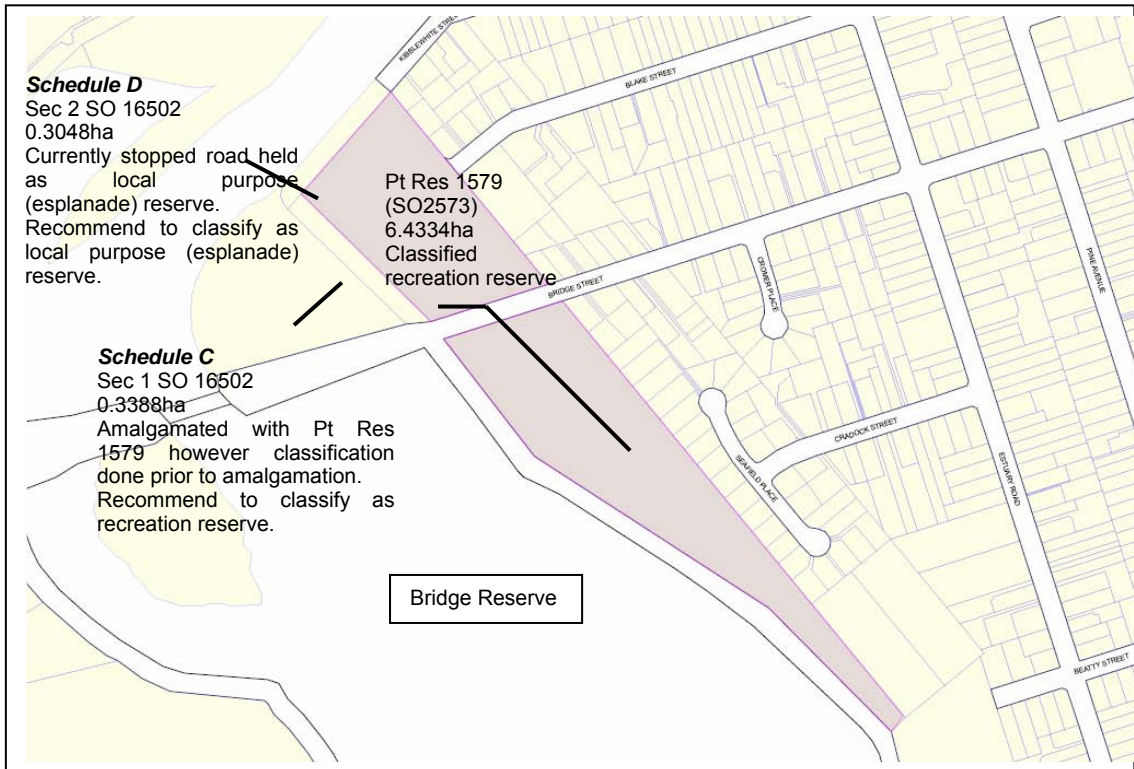 KIBBLEWHITE STREET
BLAKE STREET
Schedule D
Sec 2 SO 16502
0.3048ha
Currently stopped road held
as local purpose
(esplanade) reserve.
Recommend to classify as
local purpose (esplanade)
reserve.
Pt Res 1579
(SO2573)
6.4334ha
Classified
recreation reserve
BRIDGE STREET
CROMER PLACE
PINE AVENUE
Schedule C
Sec 1 SO 16502
0.3388ha
Amalgamated with Pt Res
1579 however classification
done prior to amalgamation.
Recommend to classify as
recreation reserve.
SEAFIELD PLACE
CRADOCK STREET
ESTUARY ROAD
Bridge Reserve
BEATTY STREET